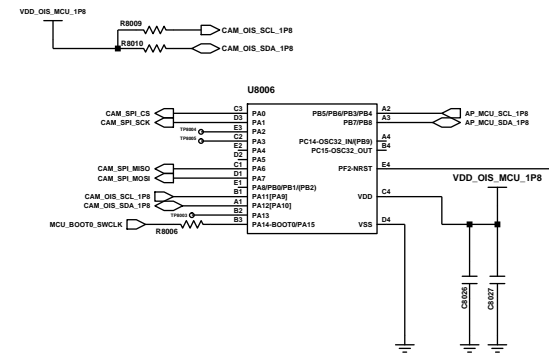 VDD_OIS_MCU_1P8
R8009
CAM_OIS_SCL_1P8
R8010
CAM_OIS_SDA_1P8
U8006
CAM_SPI_CS C3 PA0 PB5/PB6/PB3/PB4 A2 AP_MCU_SCL_1P8
CAM_SPI_SCK D3 PA1 PB7/PB8 A3 AP_MCU_SDA_1P8
TP8004 E3 PA2
TP8005 C2 PA3 PC14-OSC32_IN/(PB9) A4
E2 PA4 PC15-OSC32_OUT B4
D2 PA5
CAM_SPI_MISO C1 PA6 PF2-NRST E4
CAM_SPI_MOSI D1 PA7
E1 PA8/PB0/PB1/(PB2) VDD_OIS_MCU_1P8
CAM_OIS_SCL_1P8 B1 PA11[PA9] VDD C4
CAM_OIS_SDA_1P8 A1 PA12[PA10]
TP8003 B2 PA13
MCU_BOOT0_SWCLK R8006 B3 PA14-BOOT0/PA15 VSS D4
C8026
C8027